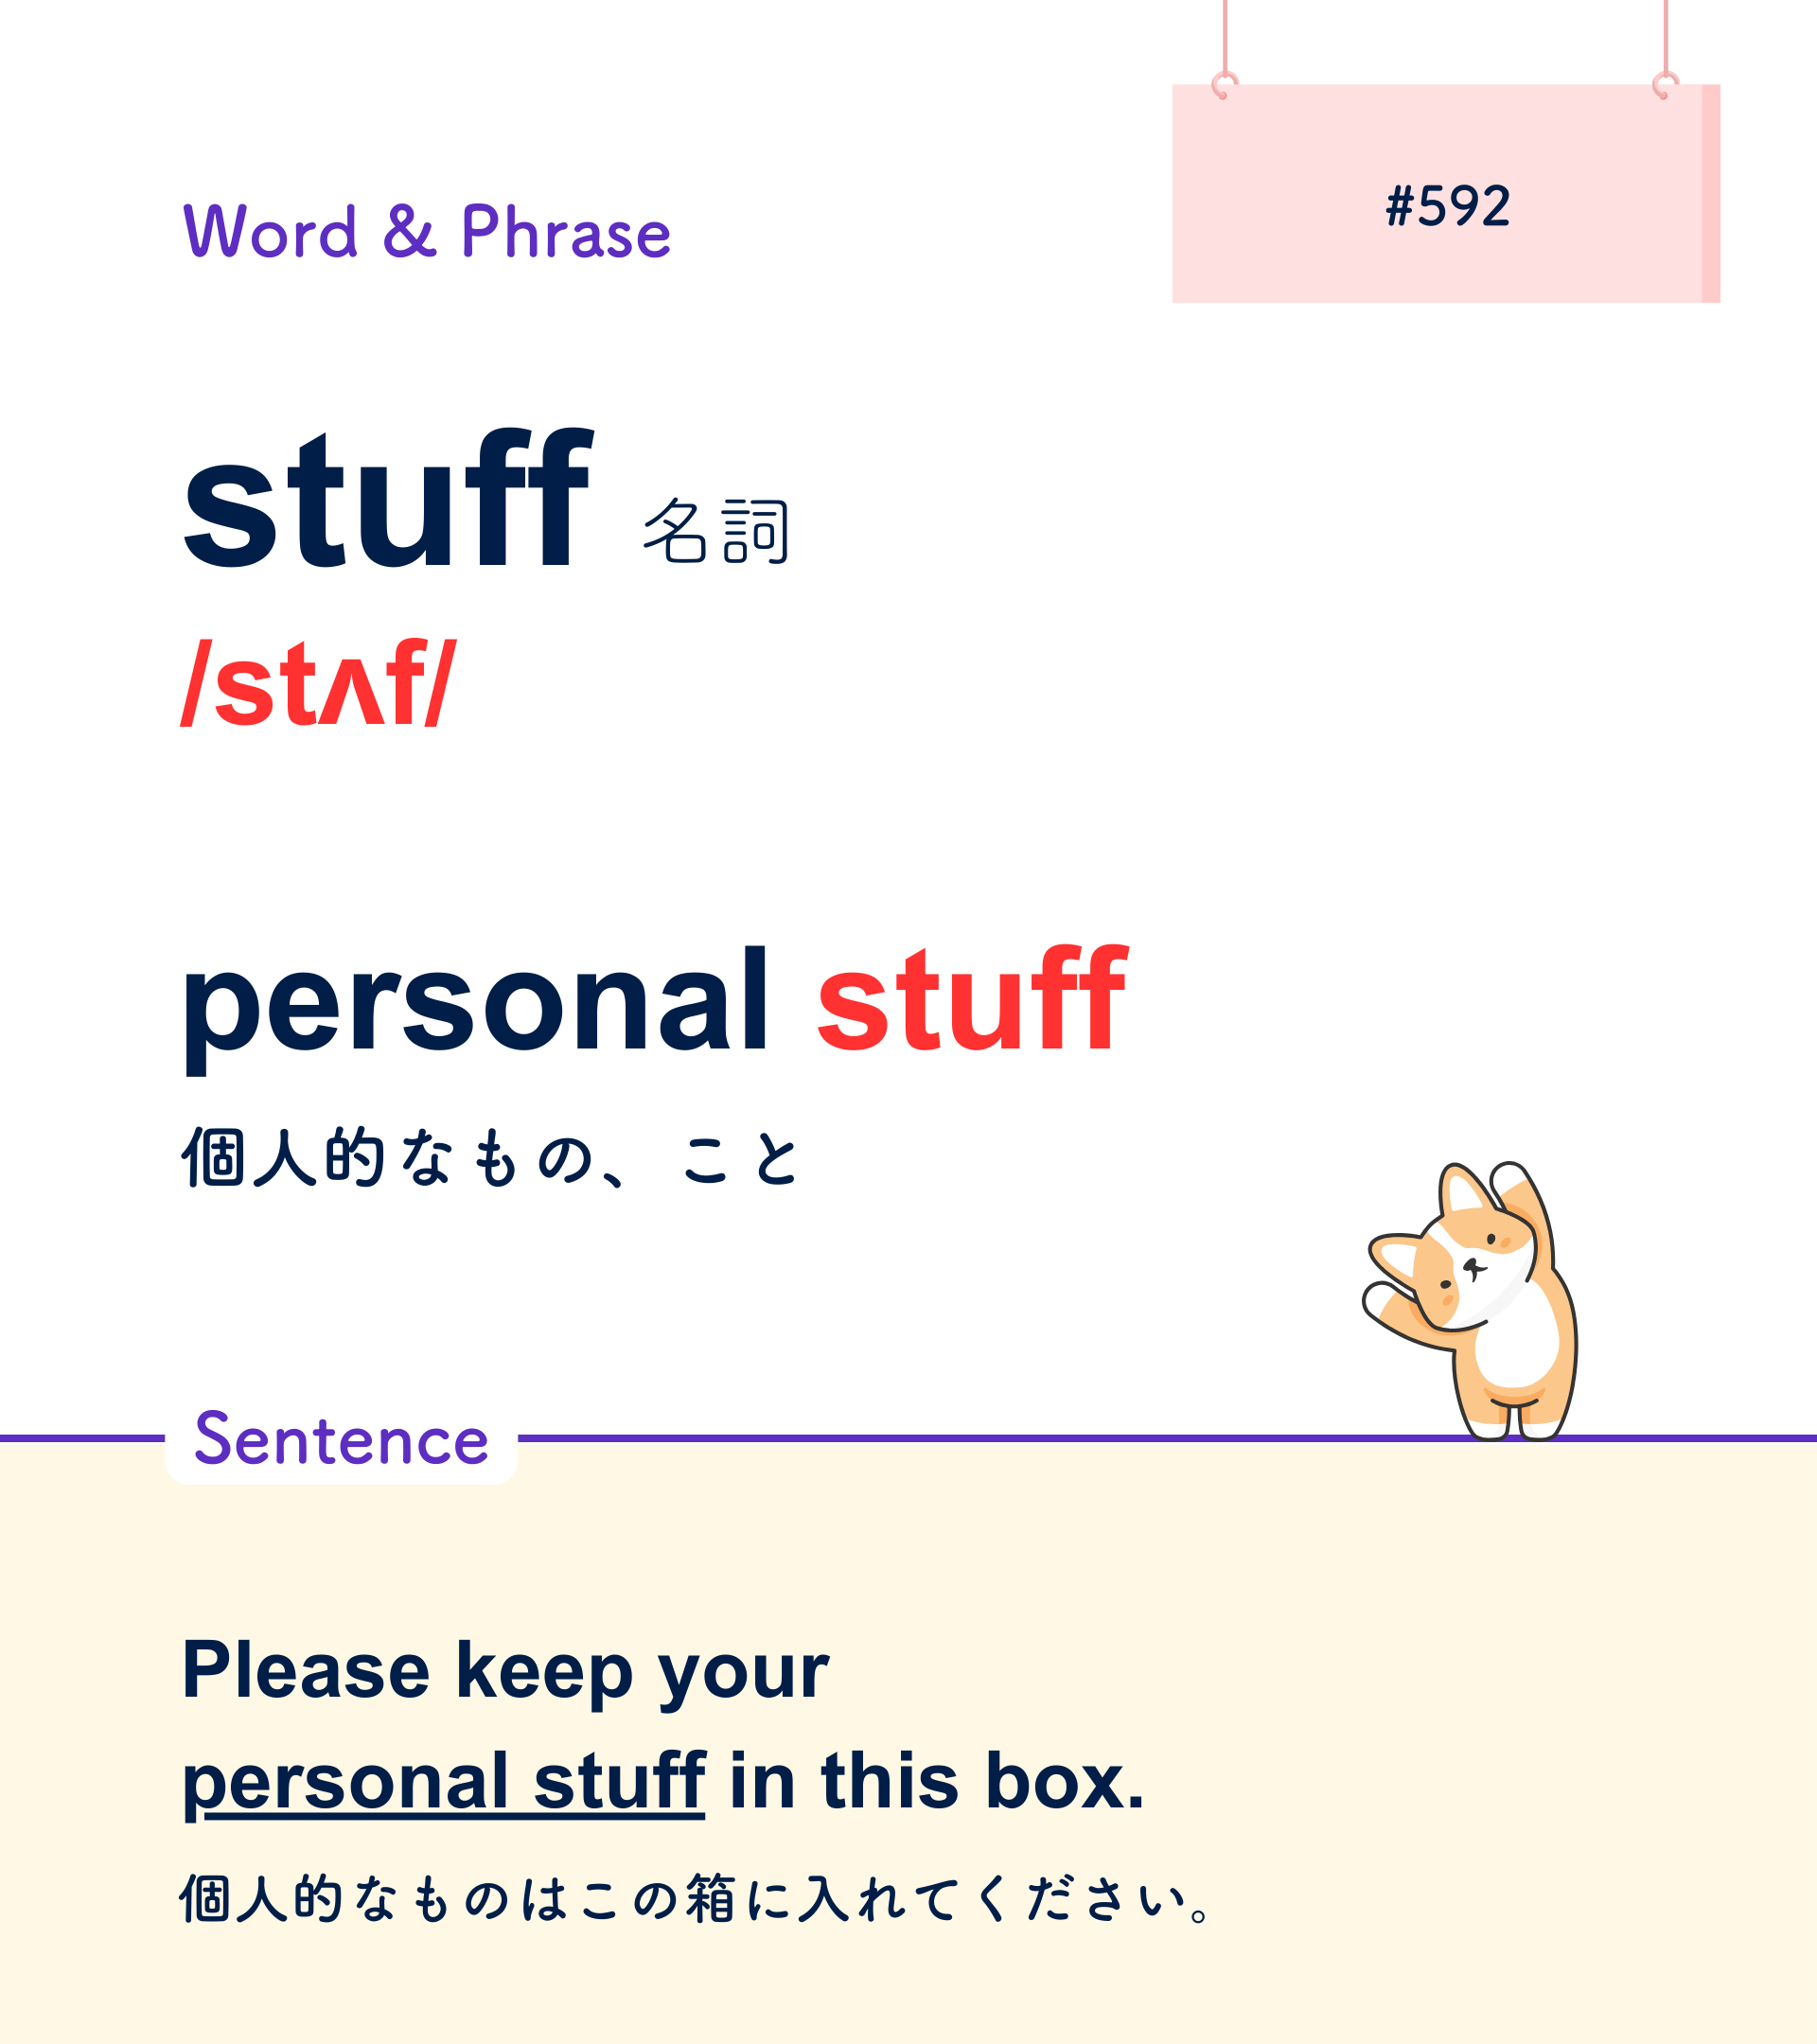 #592
Word & Phrase
stuff 名詞
/stʌf/
personal stuff
個人的なもの、こと
Sentence
Please keep your
personal stuff in this box.
個人的なものはこの箱に入れてください。